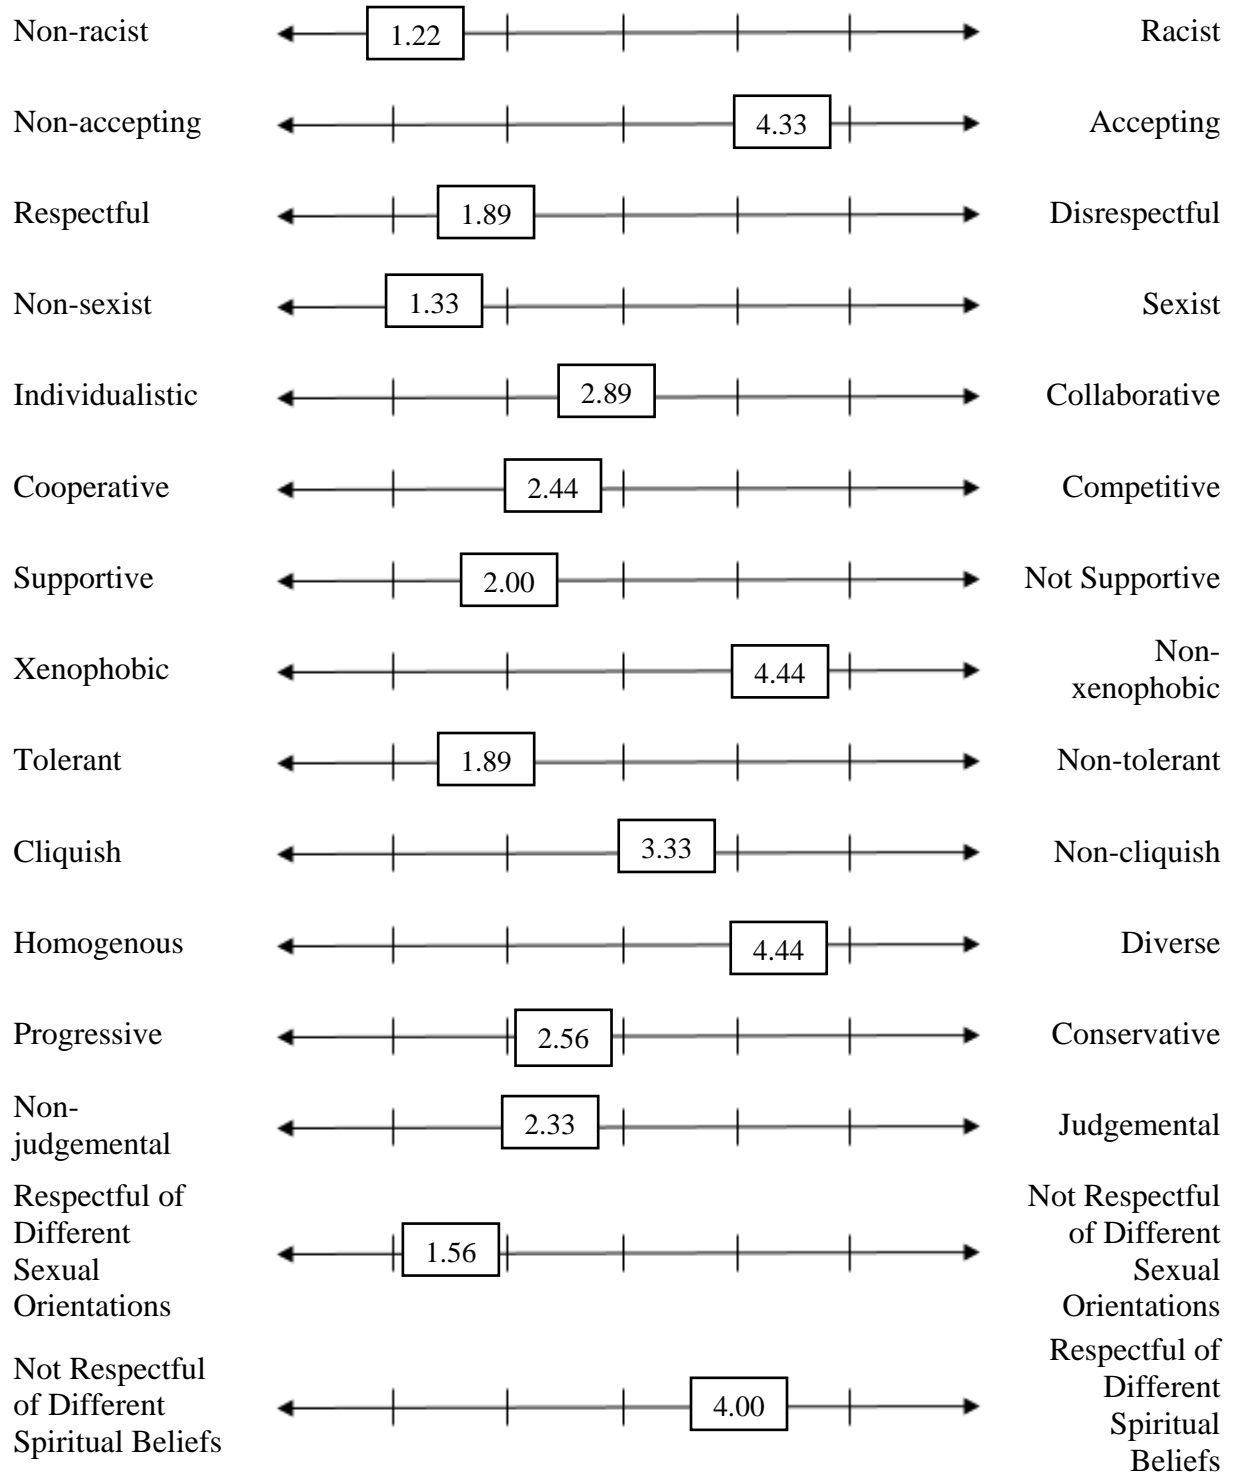 Non-racist 1.22 Racist
Non-accepting 4.33 Accepting
Respectful 1.89 Disrespectful
Non-sexist 1.33 Sexist
Individualistic 2.89 Collaborative
Cooperative 2.44 Competitive
Supportive 2.00 Not Supportive
Xenophobic 4.44 Non-
xenophobic
Tolerant 1.89 Non-tolerant
Cliquish 3.33 Non-cliquish
Homogenous 4.44 Diverse
Progressive 2.56 Conservative
Non-
judgemental
2.33
Judgemental
Respectful of
Different
Sexual
Orientations
1.56
Not Respectful
of Different
Sexual
Orientations
Not Respectful
of Different
Spiritual Beliefs
4.00
Respectful of
Different
Spiritual
Beliefs